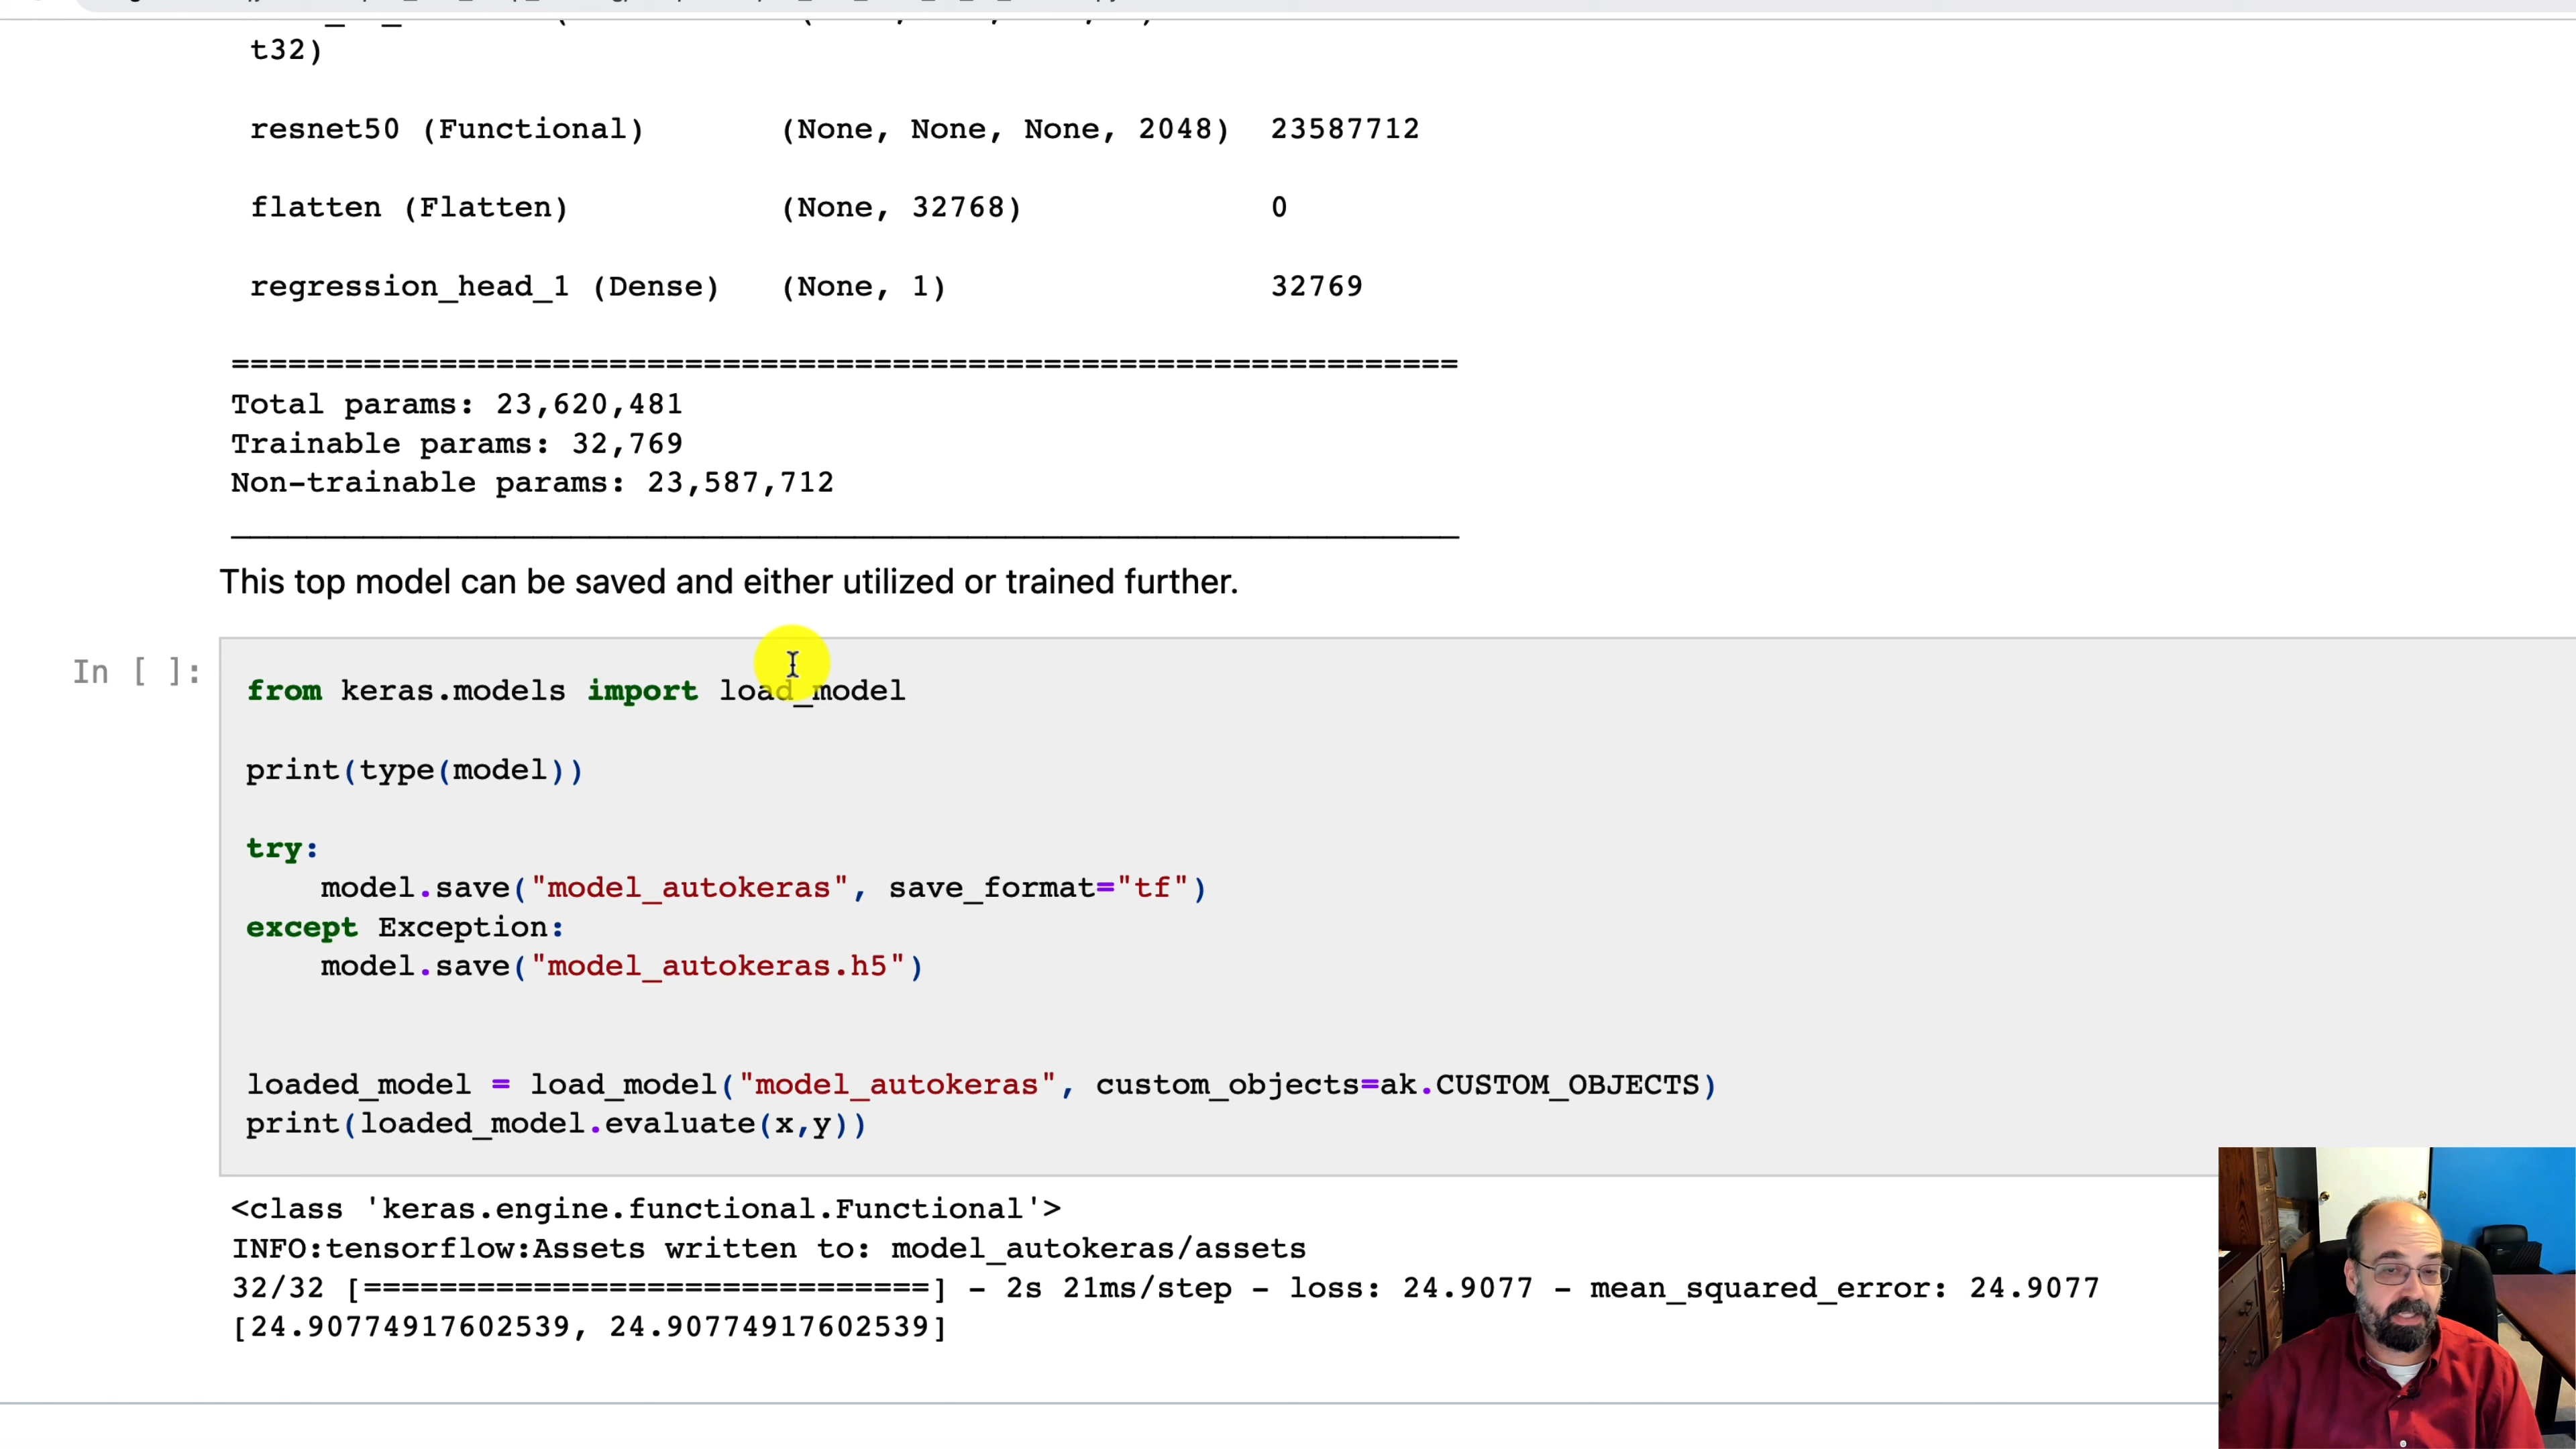 t32)
resnet50 (Functional) (None, None, None, 2048) 23587712
flatten (Flatten) (None, 32768) 0
regression_head_1 (Dense) (None, 1) 32769
=================================================================
Total params: 23,620,481
Trainable params: 32,769
Non-trainable params: 23,587,712
_________________________________________________________________
This top model can be saved and either utilized or trained further.
In [ ]:
from keras.models import load_model
print(type(model))
try:
    model.save("model_autokeras", save_format="tf")
except Exception:
    model.save("model_autokeras.h5")
loaded_model = load_model("model_autokeras", custom_objects=ak.CUSTOM_OBJECTS)
print(loaded_model.evaluate(x,y))
<class 'keras.engine.functional.Functional'>
INFO:tensorflow:Assets written to: model_autokeras/assets
32/32 [==============================] - 2s 21ms/step - loss: 24.9077 - mean_squared_error: 24.9077
[24.90774917602539, 24.90774917602539]